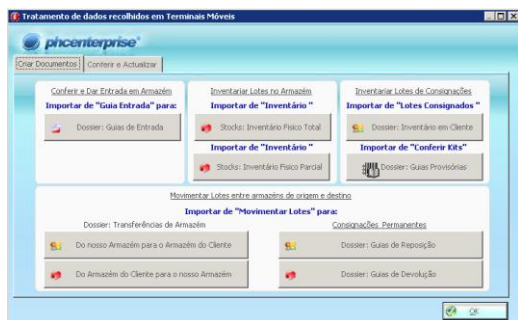 Tratamento de dados recolhidos em Terminais Móveis
phcenterprise
Criar Documentos
Conferir e Actualizar
Conferir e Dar Entrada em Armazém
Importar de "Guia Entrada" para:
Dossier: Guias de Entrada
Inventariar Lotes no Armazém
Importar de "Inventário "
Stocks: Inventário Fisico Total
Importar de "Inventário "
Stocks: Inventário Fisico Parcial
Inventariar Lotes de Consignações
Importar de "Lotes Consignados "
Dossier: Inventário em Cliente
Importar de "Conferir Kits"
Dossier: Guias Provisórias
Movimentar Lotes entre armazéns de origem e destino
Importar de "Movimentar Lotes" para:
Dossier: Transferências de Armazém
Do nosso Armazém para o Armazém do Cliente
Do Armazém do Cliente para o nosso Armazém
Consignações Permanentes
Dossier: Guias de Reposição
Dossier: Guias de Devolução
OK